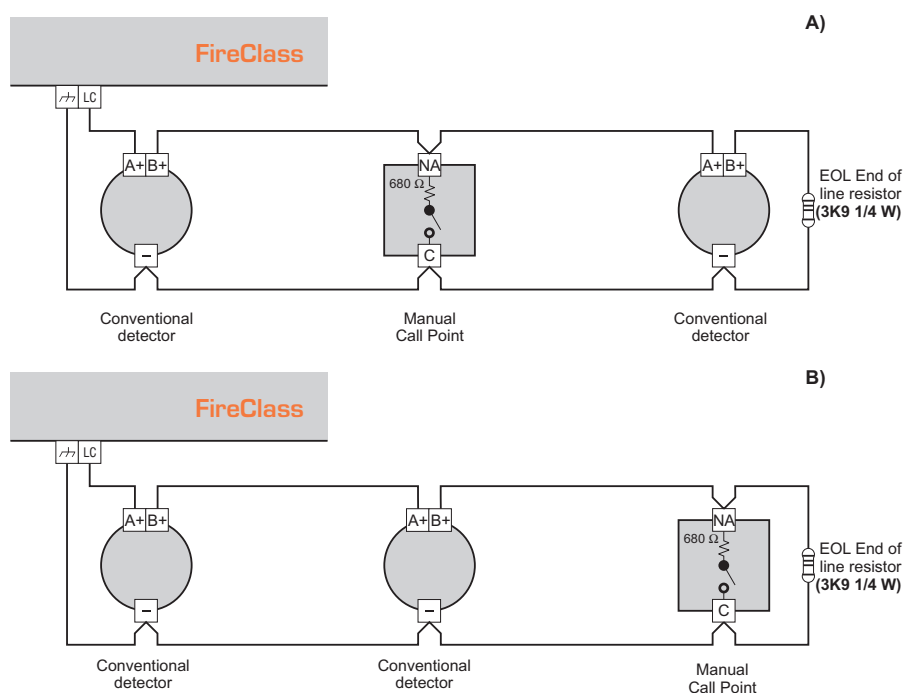 A)
FireClass
LC
A+ B+
NA
A+ B+
680 Ω
EOL End of
line resistor
(3K9 1/4 W)
–
C
–
Conventional
detector
Manual
Call Point
Conventional
detector
B)
FireClass
LC
A+ B+
A+ B+
NA
680 Ω
EOL End of
line resistor
(3K9 1/4 W)
–
–
C
Conventional
detector
Conventional
detector
Manual
Call Point